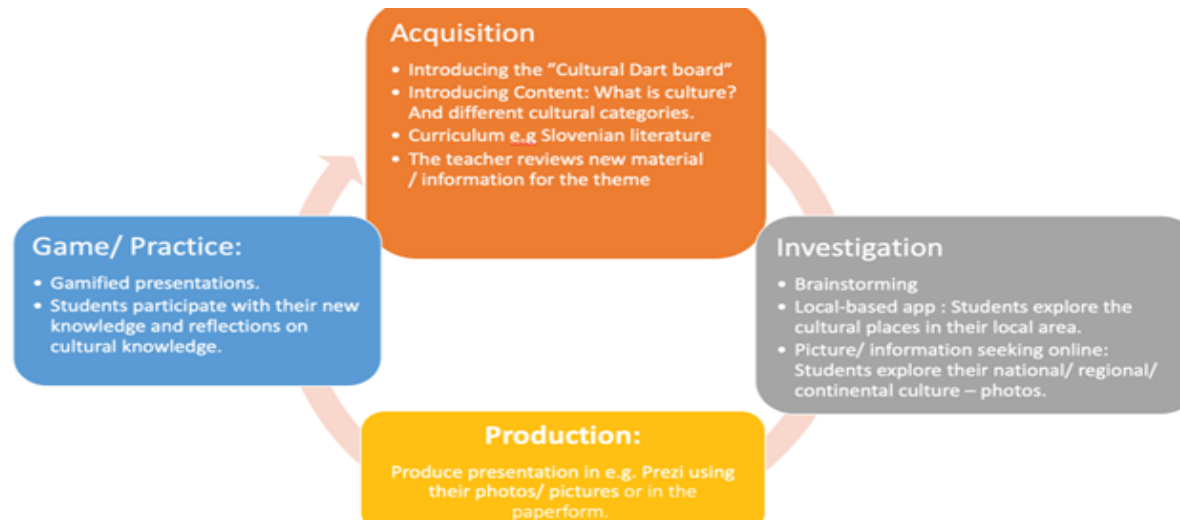 Acquisition
• Introducing the “Cultural Dart board”
• Introducing Content: What is culture?
And different cultural categories.
• Curriculum e.g Slovenian literature
• The teacher reviews new material
/ information for the theme
Investigation
• Brainstorming
• Local-based app : Students explore the
cultural places in their local area.
• Picture/ information seeking online:
Students explore their national/ regional/
continental culture – photos.
Production:
Produce presentation in e.g. Prezi using
their photos/ pictures or in the
paperform.
Game/ Practice:
• Gamified presentations.
• Students participate with their new
knowledge and reflections on
cultural knowledge.